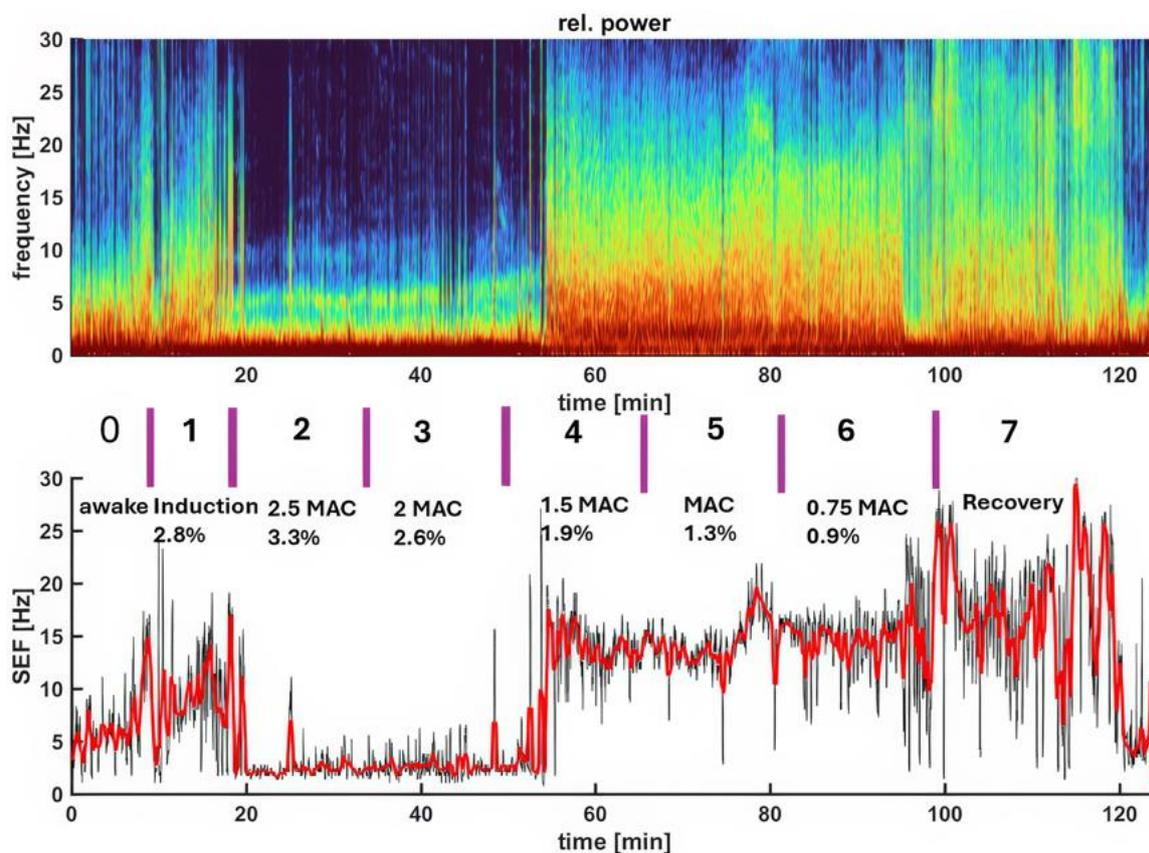 rel. power
30
25
20
15
10
5
0
frequency [Hz]
20 40 60 80 100 120
time [min]
0 1 2 3 4 5 6 7
awake Induction 2.5 MAC 2 MAC 1.5 MAC MAC 0.75 MAC Recovery
2.8% 3.3% 2.6% 1.9% 1.3% 0.9%
30
25
20
15
10
5
0
SEF [Hz]
0 20 40 60 80 100 120
time [min]